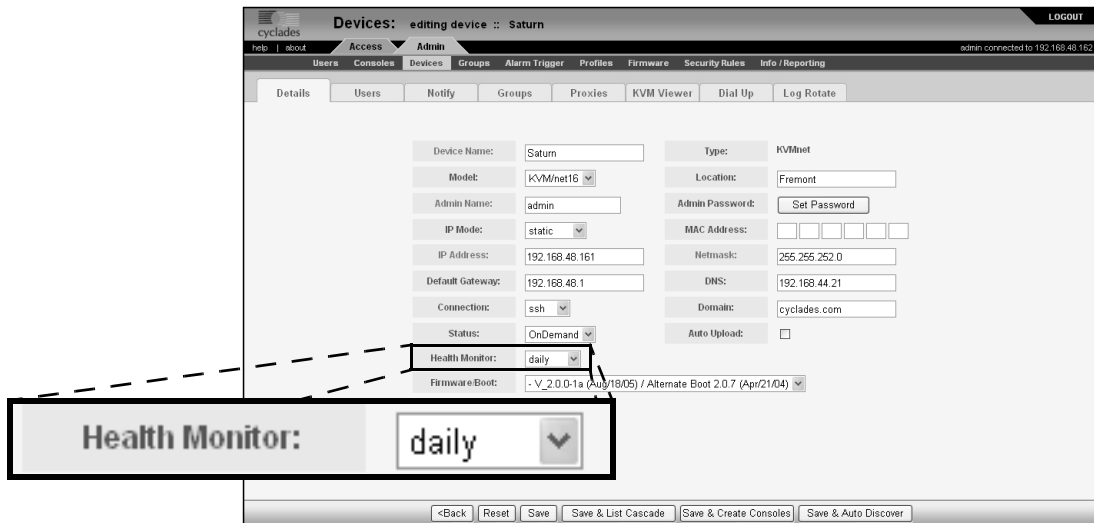 cyclades
Devices: editing device :: Saturn
LOGOUT
help | about
Access
Admin
admin connected to 192.168.48.162
Users Consoles Devices Groups Alarm Trigger Profiles Firmware Security Rules Info / Reporting
Details Users Notify Groups Proxies KVM Viewer Dial Up Log Rotate
Device Name: Saturn Type: KVMnet
Model: KVM/net16 Location: Fremont
Admin Name: admin Admin Password: Set Password
IP Mode: static MAC Address:
IP Address: 192.168.48.161 Netmask: 255.255.252.0
Default Gateway: 192.168.48.1 DNS: 192.168.44.21
Connection: ssh Domain: cyclades.com
Status: OnDemand Auto Upload:
Health Monitor: daily
Firmware/Boot: - V_2.0.0-1a (Aug/18/05) / Alternate Boot 2.0.7 (Apr/21/04)
Health Monitor: daily
<Back Reset Save Save & List Cascade Save & Create Consoles Save & Auto Discover